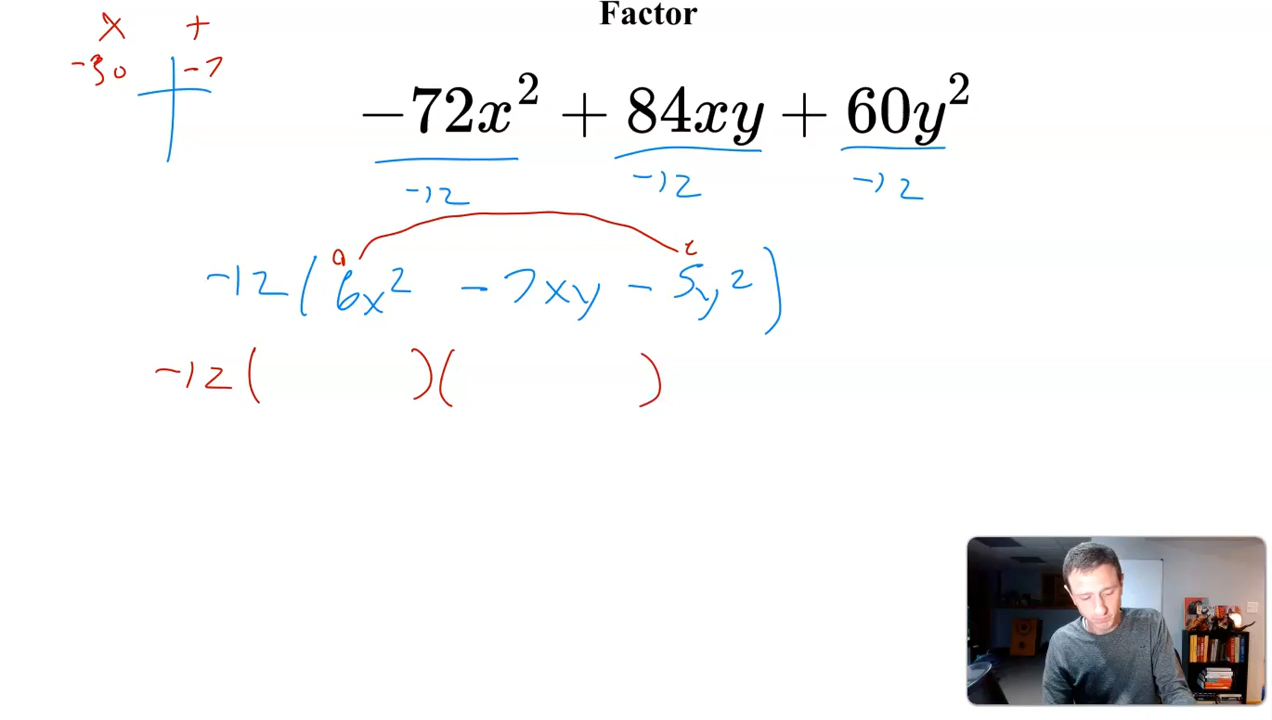 Factor
x +
-30 -7
−72x² + 84xy + 60y²
-12 -12 -12
a c
-12(6x² - 7xy - 5y²)
-12( )( )